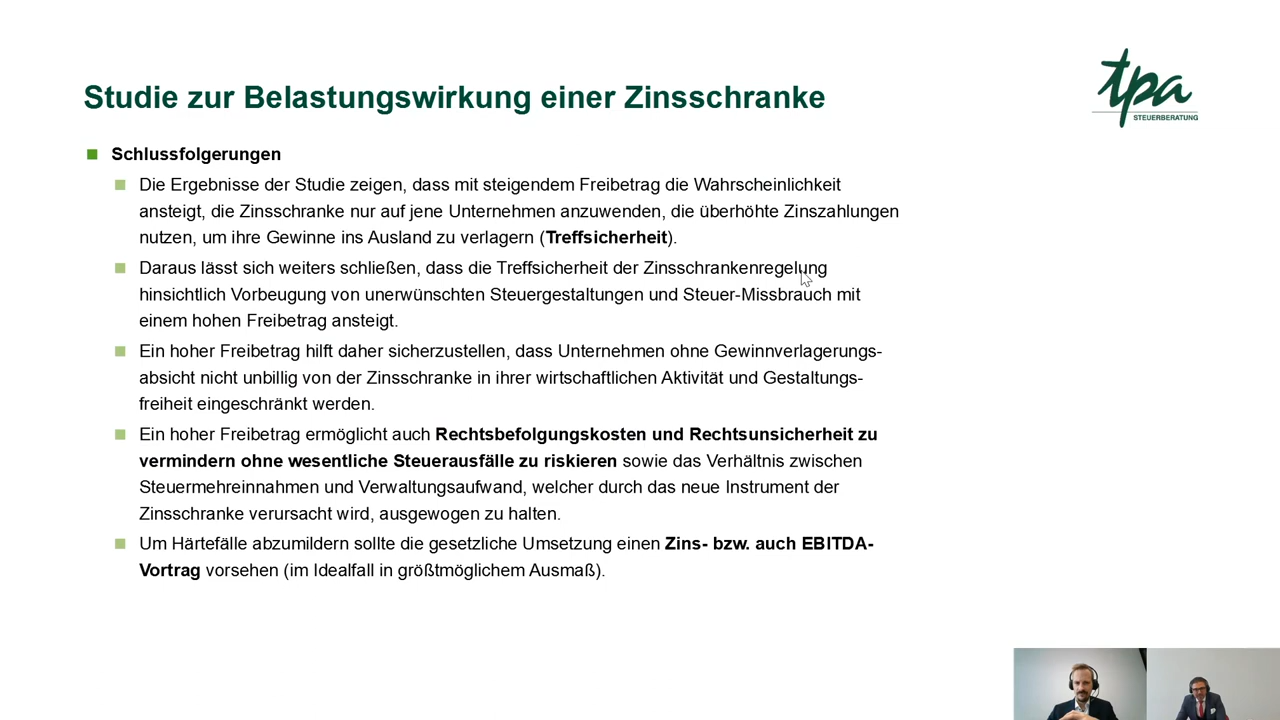 Studie zur Belastungswirkung einer Zinsschranke
tpa
STEUERBERATUNG
Schlussfolgerungen
Die Ergebnisse der Studie zeigen, dass mit steigendem Freibetrag die Wahrscheinlichkeit
ansteigt, die Zinsschranke nur auf jene Unternehmen anzuwenden, die überhöhte Zinszahlungen
nutzen, um ihre Gewinne ins Ausland zu verlagern (Treffsicherheit).
Daraus lässt sich weiters schließen, dass die Treffsicherheit der Zinsschrankenregelung
hinsichtlich Vorbeugung von unerwünschten Steuergestaltungen und Steuer-Missbrauch mit
einem hohen Freibetrag ansteigt.
Ein hoher Freibetrag hilft daher sicherzustellen, dass Unternehmen ohne Gewinnverlagerungs-
absicht nicht unbillig von der Zinsschranke in ihrer wirtschaftlichen Aktivität und Gestaltungs-
freiheit eingeschränkt werden.
Ein hoher Freibetrag ermöglicht auch Rechtsbefolgungskosten und Rechtsunsicherheit zu
vermindern ohne wesentliche Steuerausfälle zu riskieren sowie das Verhältnis zwischen
Steuermehreinnahmen und Verwaltungsaufwand, welcher durch das neue Instrument der
Zinsschranke verursacht wird, ausgewogen zu halten.
Um Härtefälle abzumildern sollte die gesetzliche Umsetzung einen Zins- bzw. auch EBITDA-
Vortrag vorsehen (im Idealfall in größtmöglichem Ausmaß).